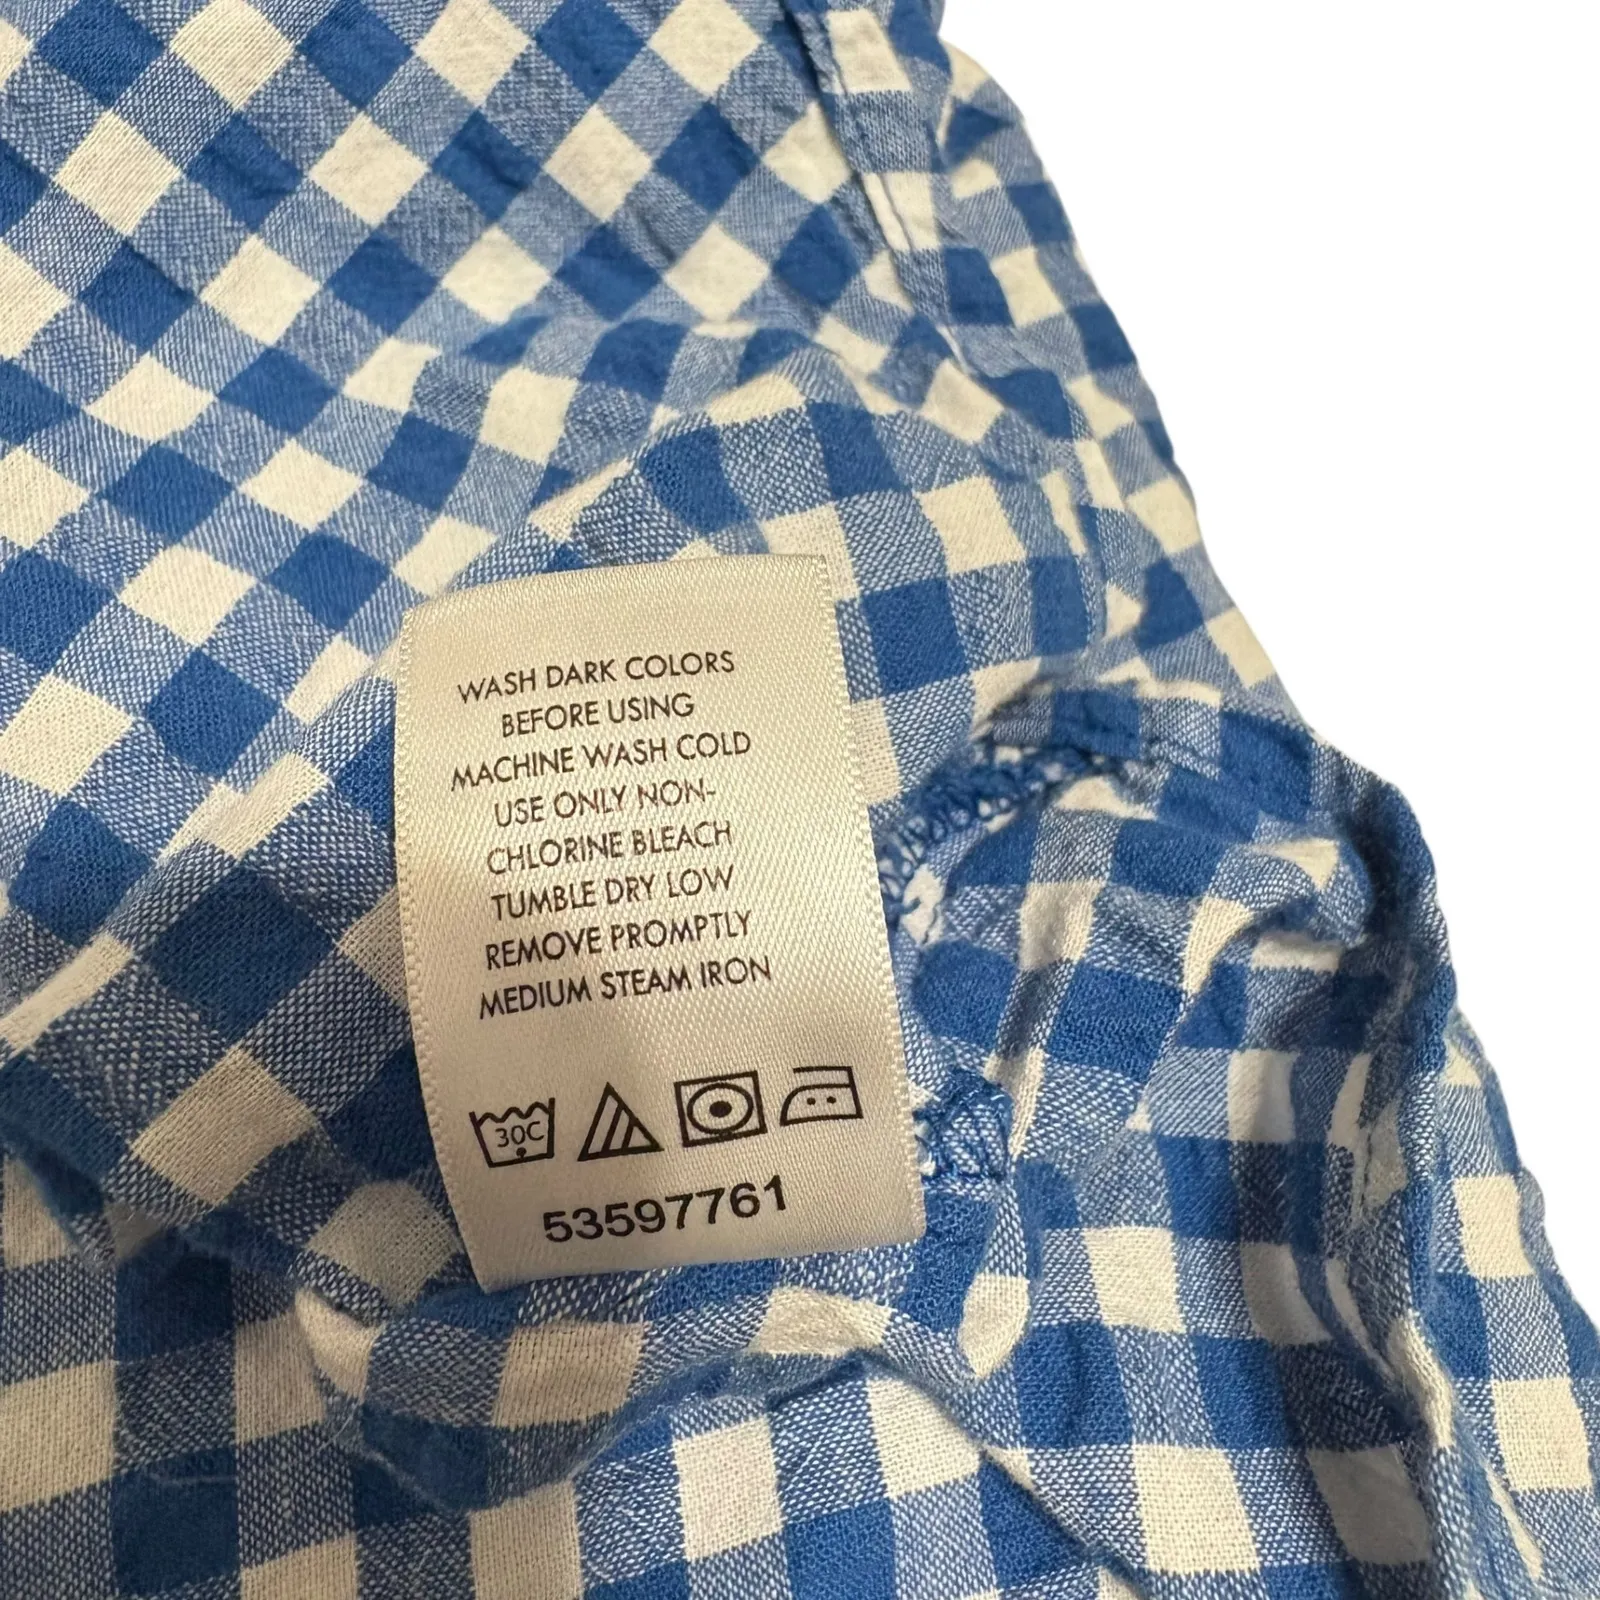 WASH DARK COLORS
BEFORE USING
MACHINE WASH COLD
USE ONLY NON-
CHLORINE BLEACH
TUMBLE DRY LOW
REMOVE PROMPTLY
MEDIUM STEAM IRON
30C
53597761